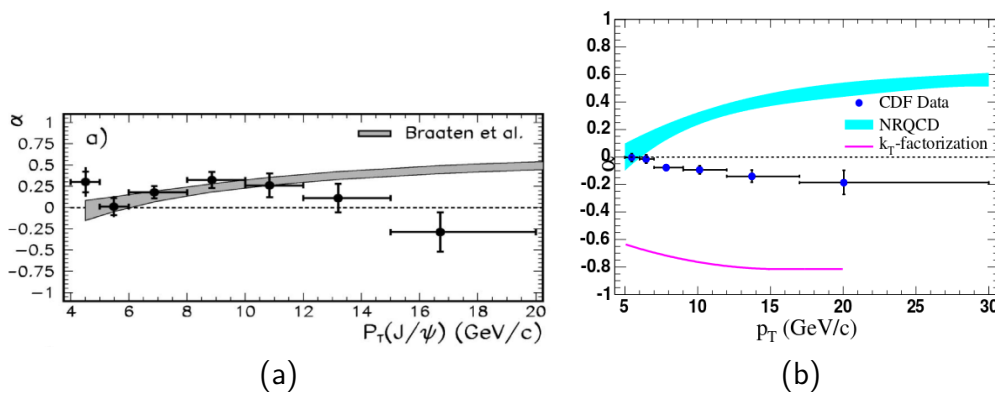 α
1
0.75
0.5
0.25
0
-0.25
-0.5
-0.75
-1
a)
Braaten et al.
4 6 8 10 12 14 16 18 20
P_T(J/ψ) (GeV/c)
(a)
1
0.8
0.6
0.4
0.2
0
-0.2
-0.4
-0.6
-0.8
-1
α
CDF Data
NRQCD
k_T-factorization
5 10 15 20 25 30
p_T (GeV/c)
(b)